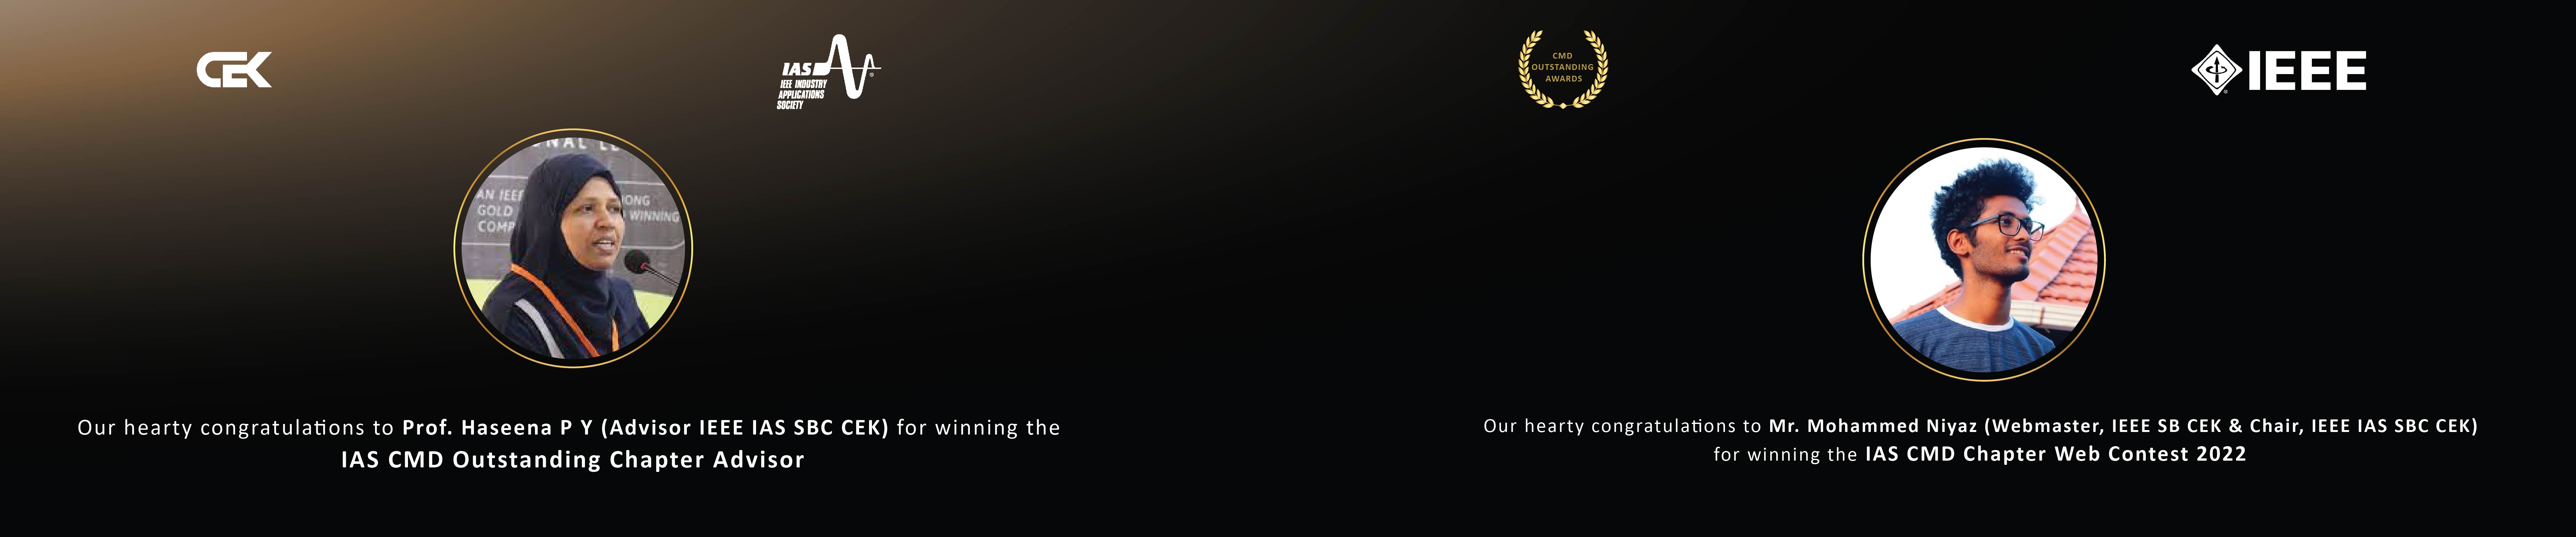 CEK
IAS
IEEE INDUSTRY
APPLICATIONS
SOCIETY
CMD
OUTSTANDING
AWARDS
IEEE
AN IEEE
GOLD
COMP
ONG
WINNING
Our hearty congratulations to Prof. Haseena P Y (Advisor IEEE IAS SBC CEK) for winning the
IAS CMD Outstanding Chapter Advisor
Our hearty congratulations to Mr. Mohammed Niyaz (Webmaster, IEEE SB CEK & Chair, IEEE IAS SBC CEK)
for winning the IAS CMD Chapter Web Contest 2022